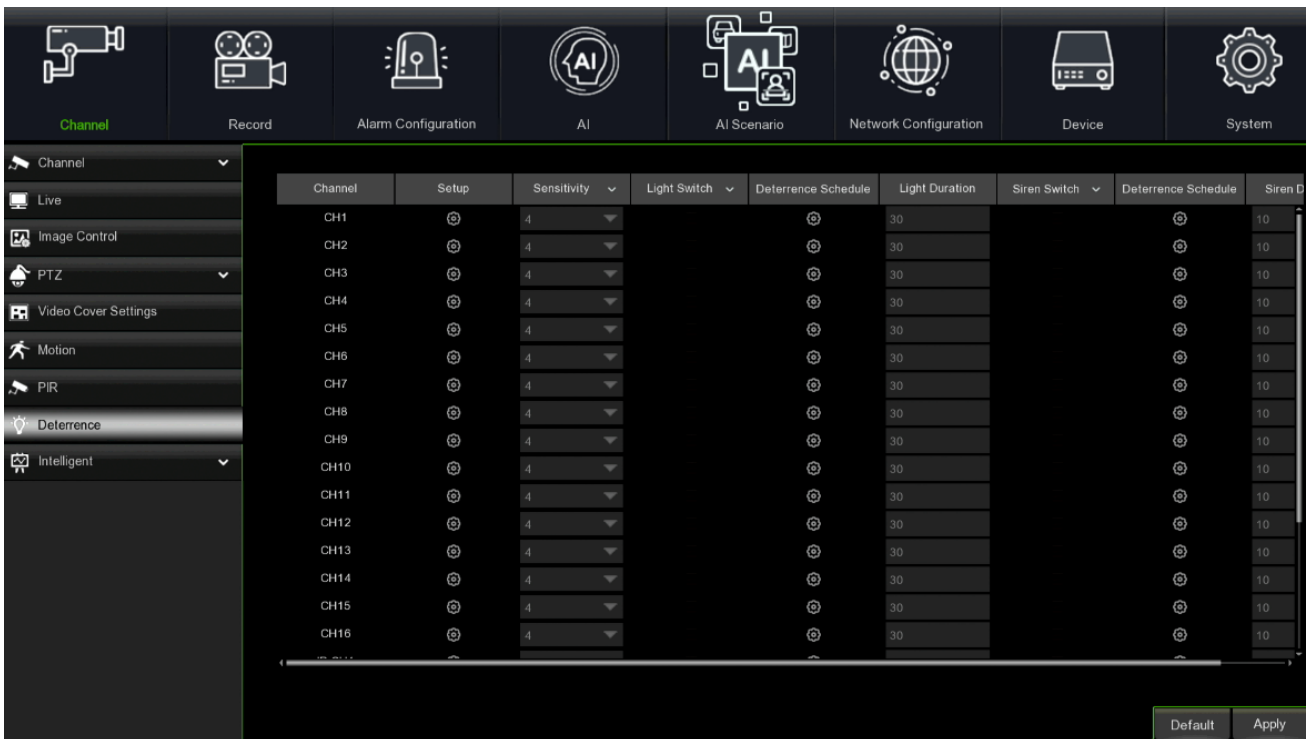 Channel Record Alarm Configuration AI AI Scenario Network Configuration Device System
Channel
Live
Image Control
PTZ
Video Cover Settings
Motion
PIR
Deterrence
Intelligent
Channel Setup Sensitivity Light Switch Deterrence Schedule Light Duration Siren Switch Deterrence Schedule Siren D
CH1 4 30 10
CH2 4 30 10
CH3 4 30 10
CH4 4 30 10
CH5 4 30 10
CH6 4 30 10
CH7 4 30 10
CH8 4 30 10
CH9 4 30 10
CH10 4 30 10
CH11 4 30 10
CH12 4 30 10
CH13 4 30 10
CH14 4 30 10
CH15 4 30 10
CH16 4 30 10
Default Apply